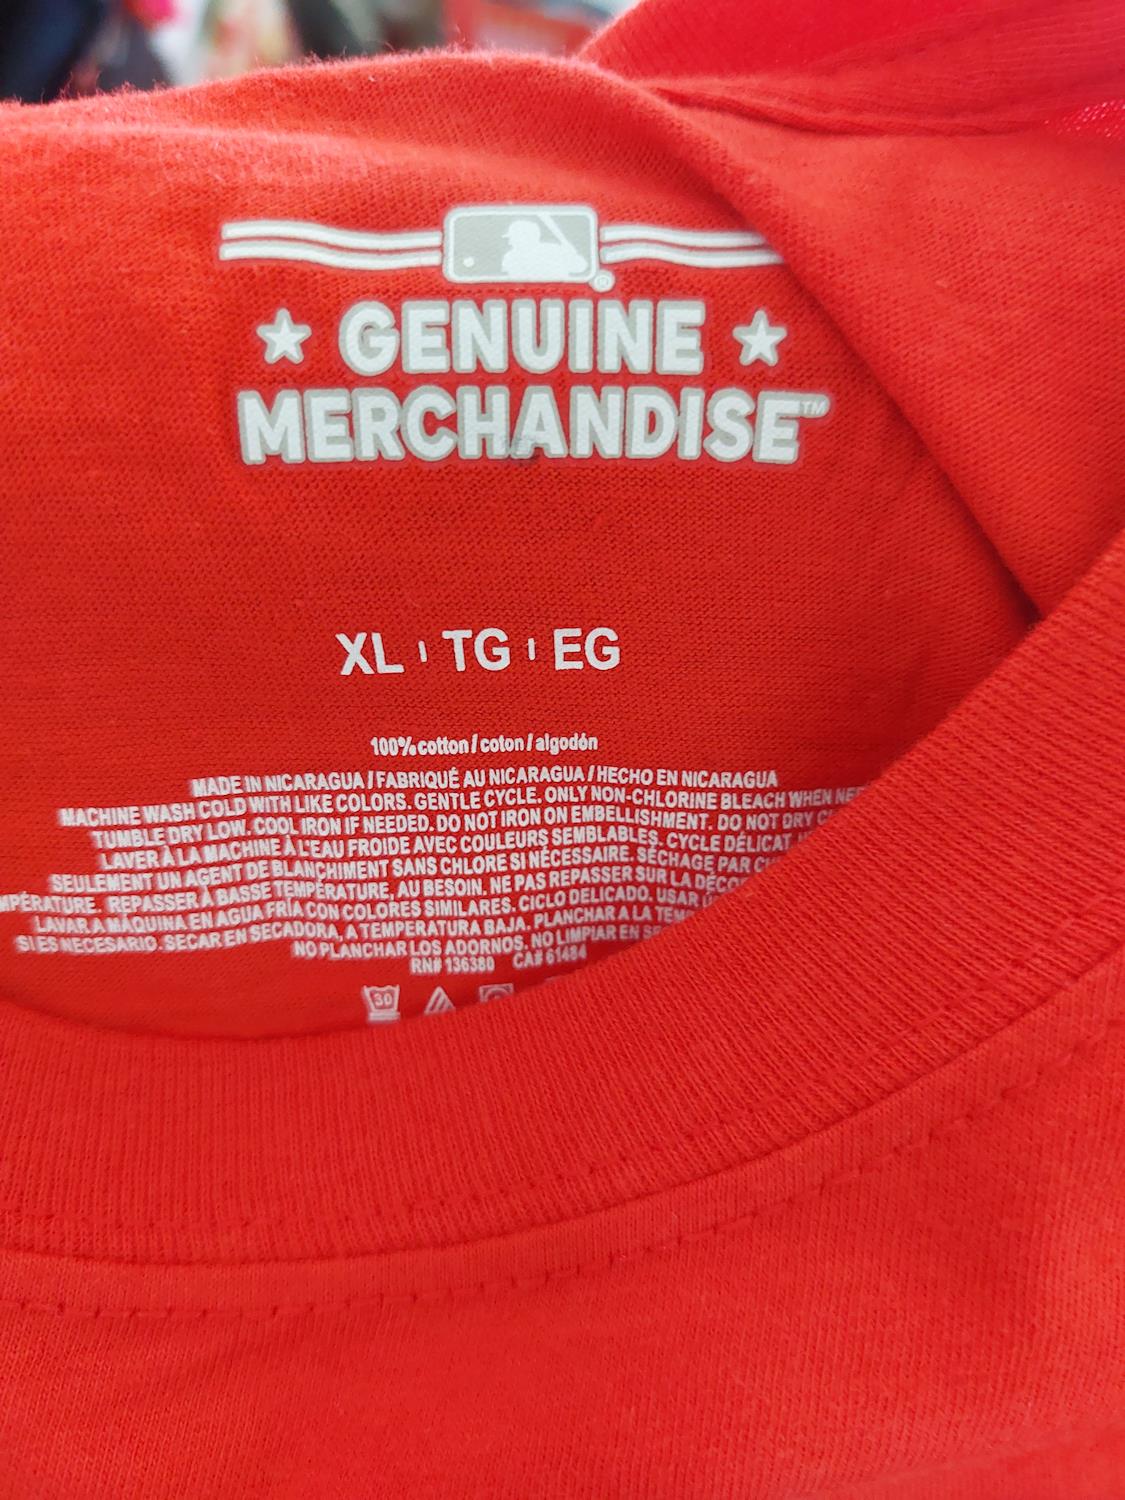 GENUINE
MERCHANDISE™
XL | TG | EG
100% cotton / coton / algodón
MADE IN NICARAGUA / FABRIQUÉ AU NICARAGUA / HECHO EN NICARAGUA
MACHINE WASH COLD WITH LIKE COLORS. GENTLE CYCLE. ONLY NON-CHLORINE BLEACH WHEN
TUMBLE DRY LOW. COOL IRON IF NEEDED. DO NOT IRON ON EMBELLISHMENT. DO NOT DRY
LAVER À LA MACHINE À L'EAU FROIDE AVEC COULEURS SEMBLABLES. CYCLE DÉLICAT
SEULEMENT UN AGENT DE BLANCHIMENT SANS CHLORE SI NÉCESSAIRE. SÉCHAGE PAR
REPASSER À BASSE TEMPÉRATURE, AU BESOIN. NE PAS REPASSER SUR LA
LAVAR A MÁQUINA EN AGUA FRÍA CON COLORES SIMILARES. CICLO DELICADO. USAR
SI ES NECESARIO. SECAR EN SECADORA, A TEMPERATURA BAJA. PLANCHAR A LA
NO PLANCHAR LOS ADORNOS. NO LIMPIAR EN
RN# 136380 CA# 61484
30